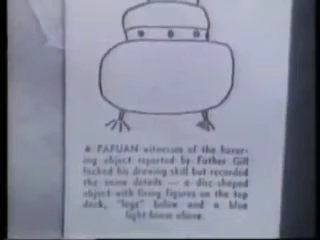 ★ PAPUAN witnesses of the hover-
ing object reported by Father Gill
lacked his drawing skill but recorded
the same details — a disc-shaped
object with living figures on the top
deck, "legs" below and a blue
light beam above.